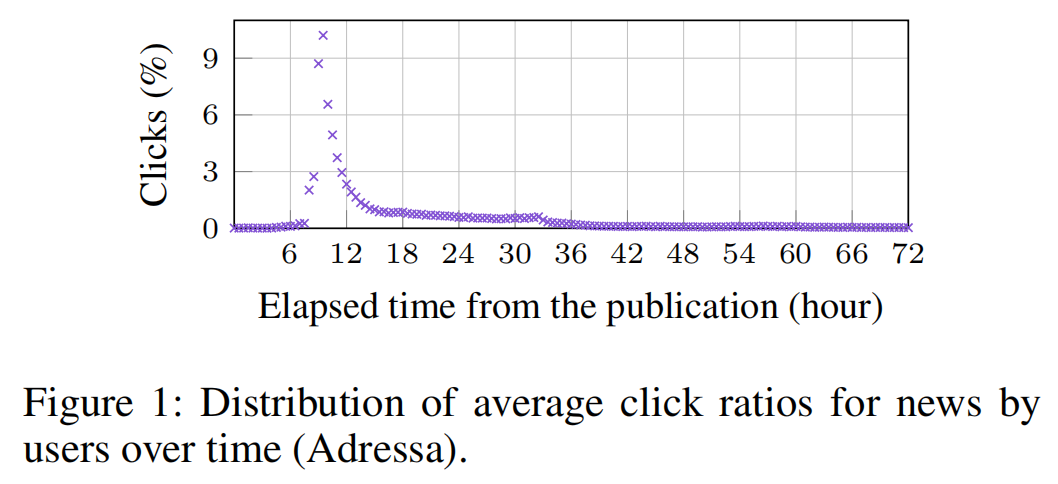 9
6
3
0
Clicks (%)
6 12 18 24 30 36 42 48 54 60 66 72
Elapsed time from the publication (hour)
Figure 1: Distribution of average click ratios for news by
users over time (Adressa).